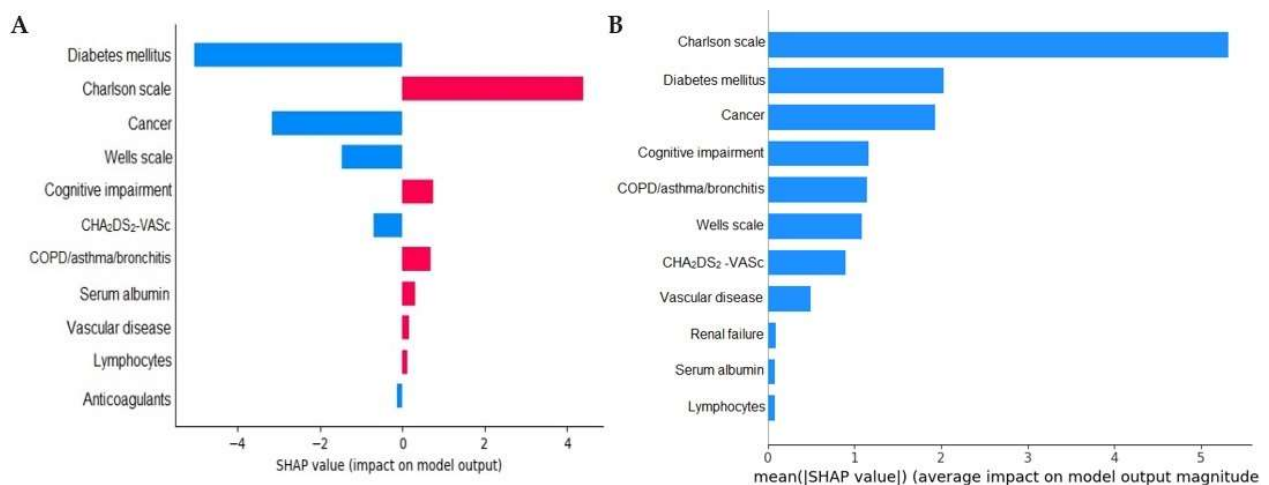 A
Diabetes mellitus
Charlson scale
Cancer
Wells scale
Cognitive impairment
CHA₂DS₂-VASc
COPD/asthma/bronchitis
Serum albumin
Vascular disease
Lymphocytes
Anticoagulants
−4 −2 0 2 4
SHAP value (impact on model output)
B
Charlson scale
Diabetes mellitus
Cancer
Cognitive impairment
COPD/asthma/bronchitis
Wells scale
CHA₂DS₂ -VASc
Vascular disease
Renal failure
Serum albumin
Lymphocytes
0 1 2 3 4 5
mean(|SHAP value|) (average impact on model output magnitude